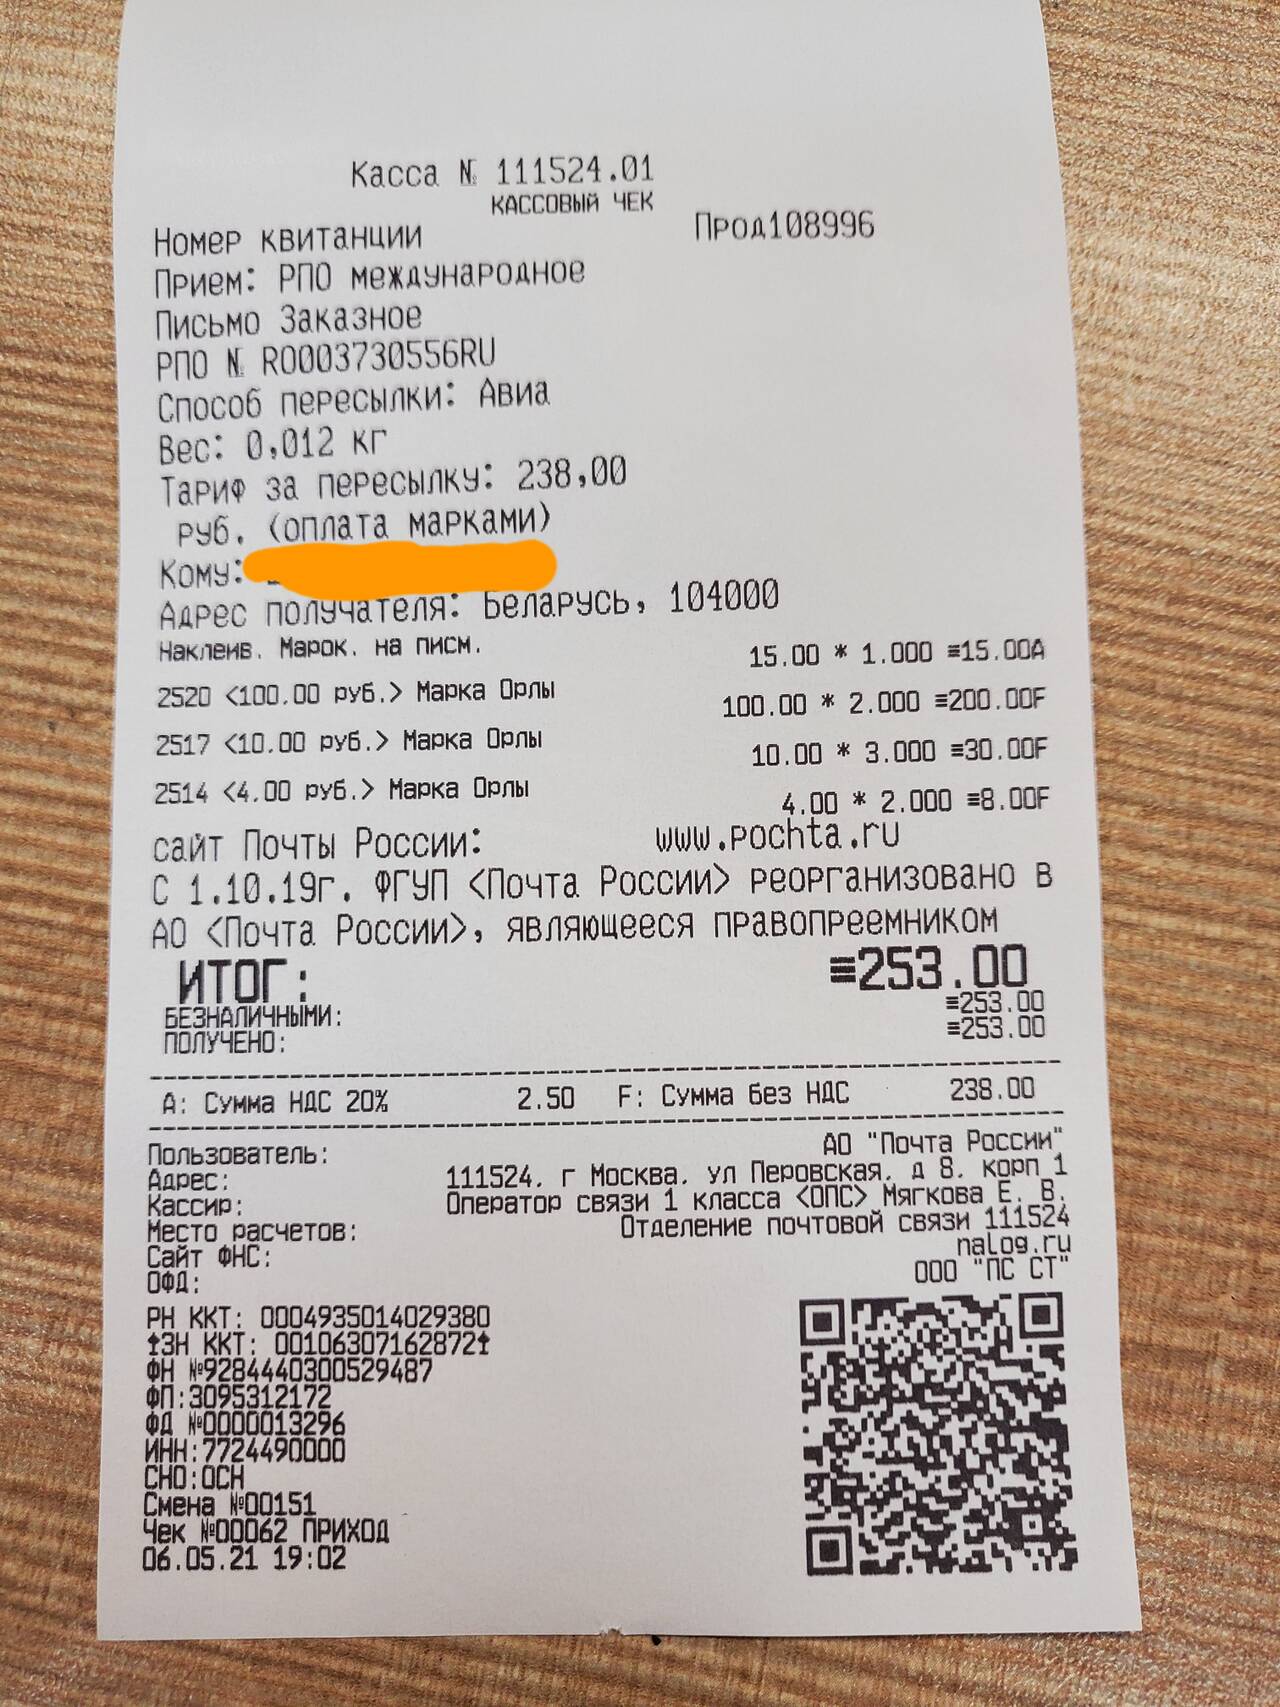 Касса № 111524.01
КАССОВЫЙ ЧЕК
Номер квитанции Прод108996
Прием: РПО международное
Письмо Заказное
РПО № RO003730556RU
Способ пересылки: Авиа
Вес: 0,012 кг
Тариф за пересылку: 238,00
руб. (оплата марками)
Кому:
Адрес получателя: Беларусь, 104000
Наклеив. Марок. на писм.
15.00 * 1.000 ≡15.00А
2520 <100.00 руб.> Марка Орлы
100.00 * 2.000 ≡200.00F
2517 <10.00 руб.> Марка Орлы
10.00 * 3.000 ≡30.00F
2514 <4.00 руб.> Марка Орлы
4.00 * 2.000 ≡8.00F
сайт Почты России: www.pochta.ru
С 1.10.19г. ФГУП <Почта России> реорганизовано в
АО <Почта России>, являющееся правопреемником
ИТОГ: ≡253.00
БЕЗНАЛИЧНЫМИ: ≡253.00
ПОЛУЧЕНО: ≡253.00
А: Сумма НДС 20% 2.50 F: Сумма без НДС 238.00
Пользователь: АО "Почта России"
Адрес: 111524. г Москва. ул Перовская. д 8. корп 1
Кассир: Оператор связи 1 класса <ОПС> Мягкова Е. В.
Место расчетов: Отделение почтовой связи 111524
Сайт ФНС: nalog.ru
ОФД: ООО "ПС СТ"
РН ККТ: 0004935014029380
ЗН ККТ: 00106307162872
ФН №9284440300529487
ФП:3095312172
ФД №0000013296
ИНН:7724490000
СНО:ОСН
Смена №00151
Чек №00062 ПРИХОД
06.05.21 19:02